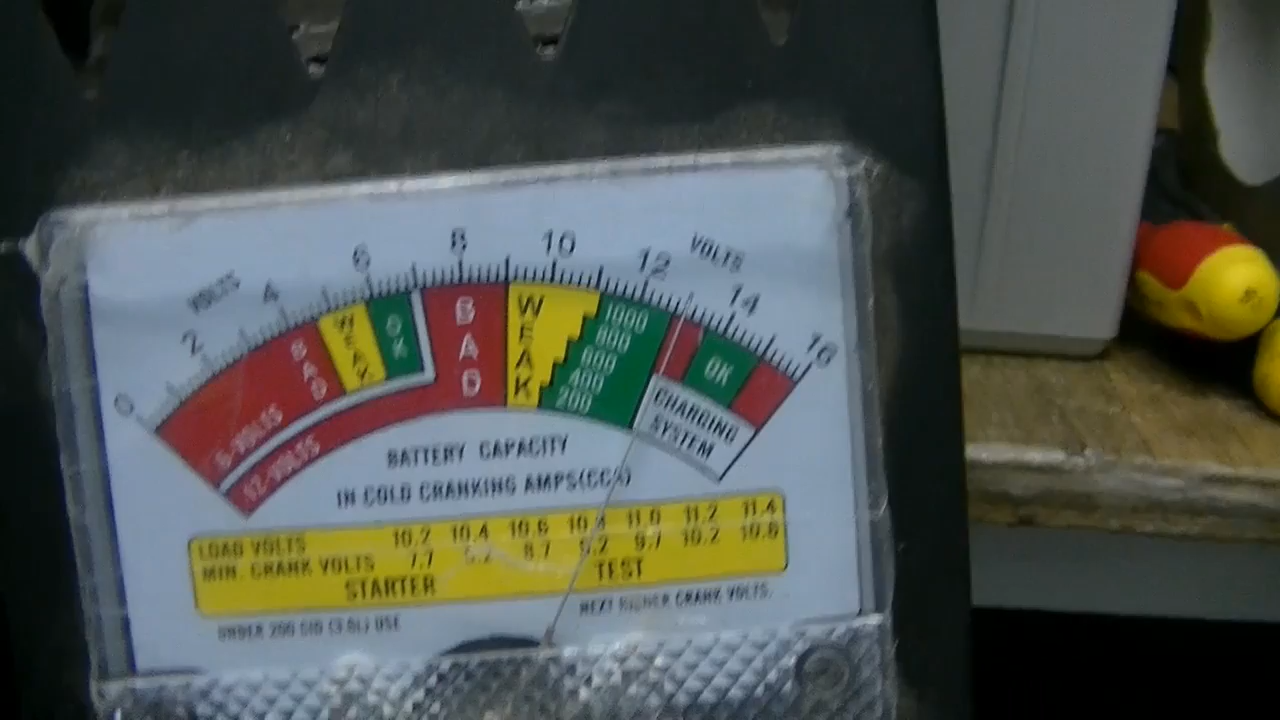 0 2 4 6 8 10 12 14 16
VOLTS VOLTS
BAD WEAK OK
BAD WEAK
1000
800
600
400
200
OK
6-VOLTS
12-VOLTS
CHARGING
SYSTEM
BATTERY CAPACITY
IN COLD CRANKING AMPS(CCA)
LOAD VOLTS 10.2 10.4 10.6 10.8 11.0 11.2 11.4
MIN. CRANK VOLTS 7.7 8.7 9.2 9.7 10.2 10.8
STARTER TEST
UNDER 200 CID (3.0L) USE NEXT HIGHER CRANK VOLTS.